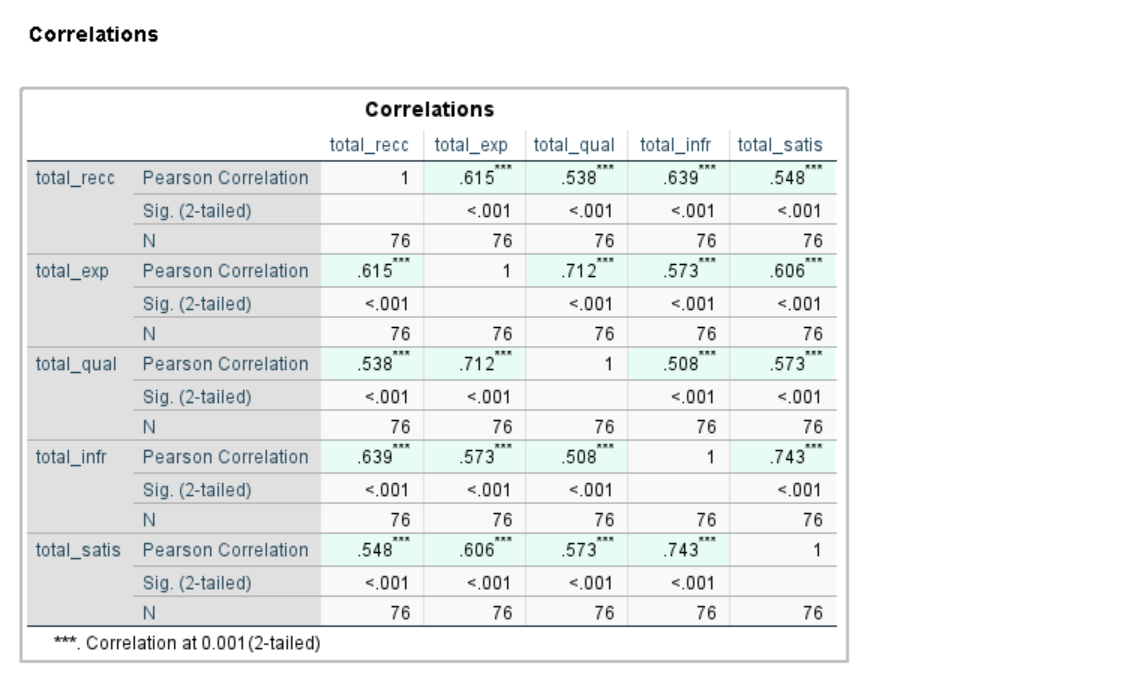 Correlations
Correlations
total_recc total_exp total_qual total_infr total_satis
total_recc Pearson Correlation 1 .615*** .538*** .639*** .548***
Sig. (2-tailed) <.001 <.001 <.001 <.001
N 76 76 76 76 76
total_exp Pearson Correlation .615*** 1 .712*** .573*** .606***
Sig. (2-tailed) <.001 <.001 <.001 <.001
N 76 76 76 76 76
total_qual Pearson Correlation .538*** .712*** 1 .508*** .573***
Sig. (2-tailed) <.001 <.001 <.001 <.001
N 76 76 76 76 76
total_infr Pearson Correlation .639*** .573*** .508*** 1 .743***
Sig. (2-tailed) <.001 <.001 <.001 <.001
N 76 76 76 76 76
total_satis Pearson Correlation .548*** .606*** .573*** .743*** 1
Sig. (2-tailed) <.001 <.001 <.001 <.001
N 76 76 76 76 76
***. Correlation at 0.001(2-tailed)